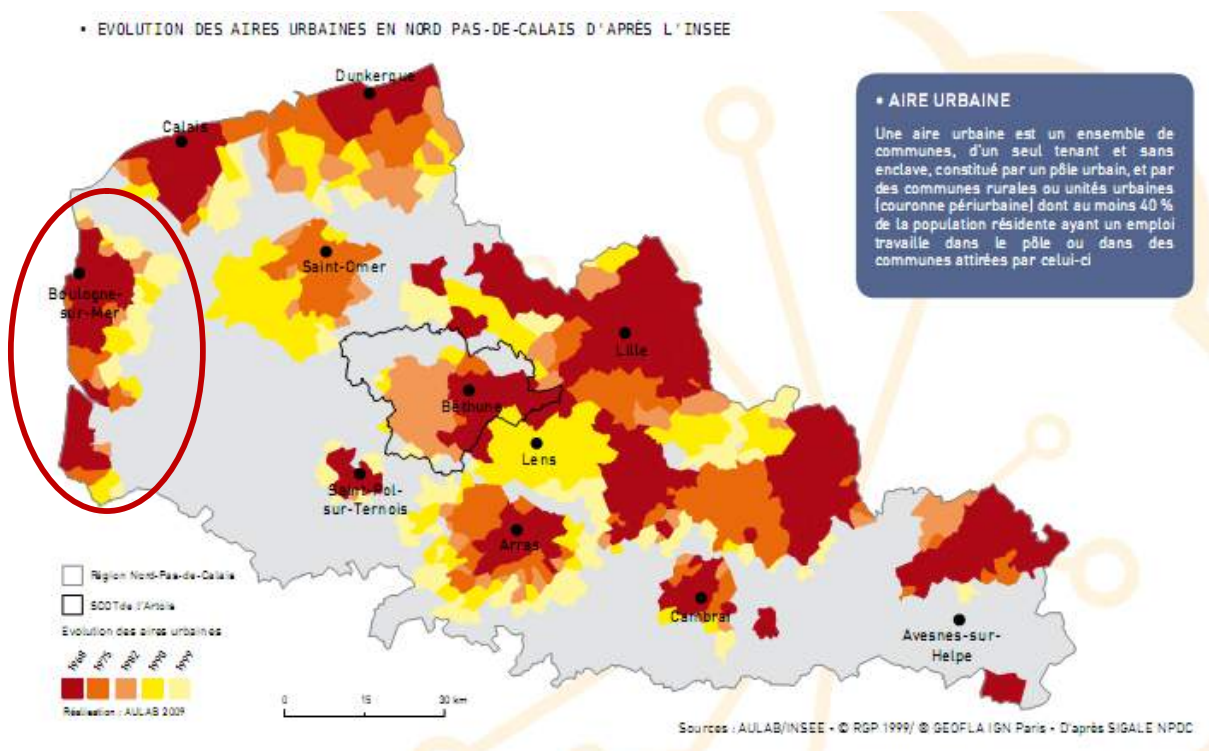 • EVOLUTION DES AIRES URBAINES EN NORD PAS-DE-CALAIS D'APRÈS L'INSEE
Dunkerque
Calais
Saint-Omer
Boulogne-
sur-Mer
Lille
Béthune
Lens
Saint-Pol-
sur-Ternois
Arras
Cambrai
Avesnes-sur-
Helpe
• AIRE URBAINE
Une aire urbaine est un ensemble de
communes, d'un seul tenant et sans
enclave, constitué par un pôle urbain, et par
des communes rurales ou unités urbaines
(couronne périurbaine) dont au moins 40 %
de la population résidente ayant un emploi
travaille dans le pôle ou dans des
communes attirées par celui-ci
Région Nord-Pas-de-Calais
SCOT de l'Artois
Evolution des aires urbaines
1968 1975 1982 1990 1999
Réalisation : AULAB 2009
0 15 30 km
Sources : AULAB/INSEE - © RGP 1999/ © GEOFLA IGN Paris - D'après SIGALE NPDC